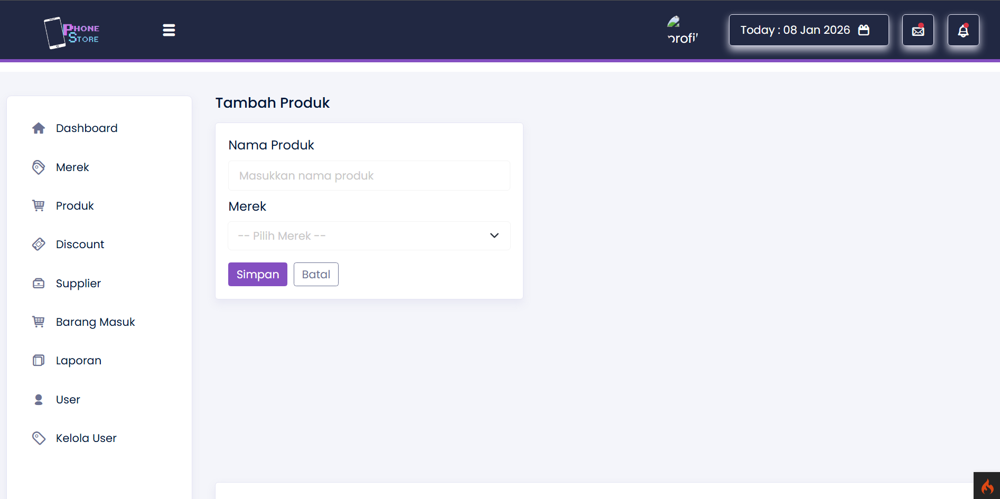 PHONE
STORE
profil
Today : 08 Jan 2026
Dashboard
Merek
Produk
Discount
Supplier
Barang Masuk
Laporan
User
Kelola User
Tambah Produk
Nama Produk
Masukkan nama produk
Merek
-- Pilih Merek --
Simpan
Batal